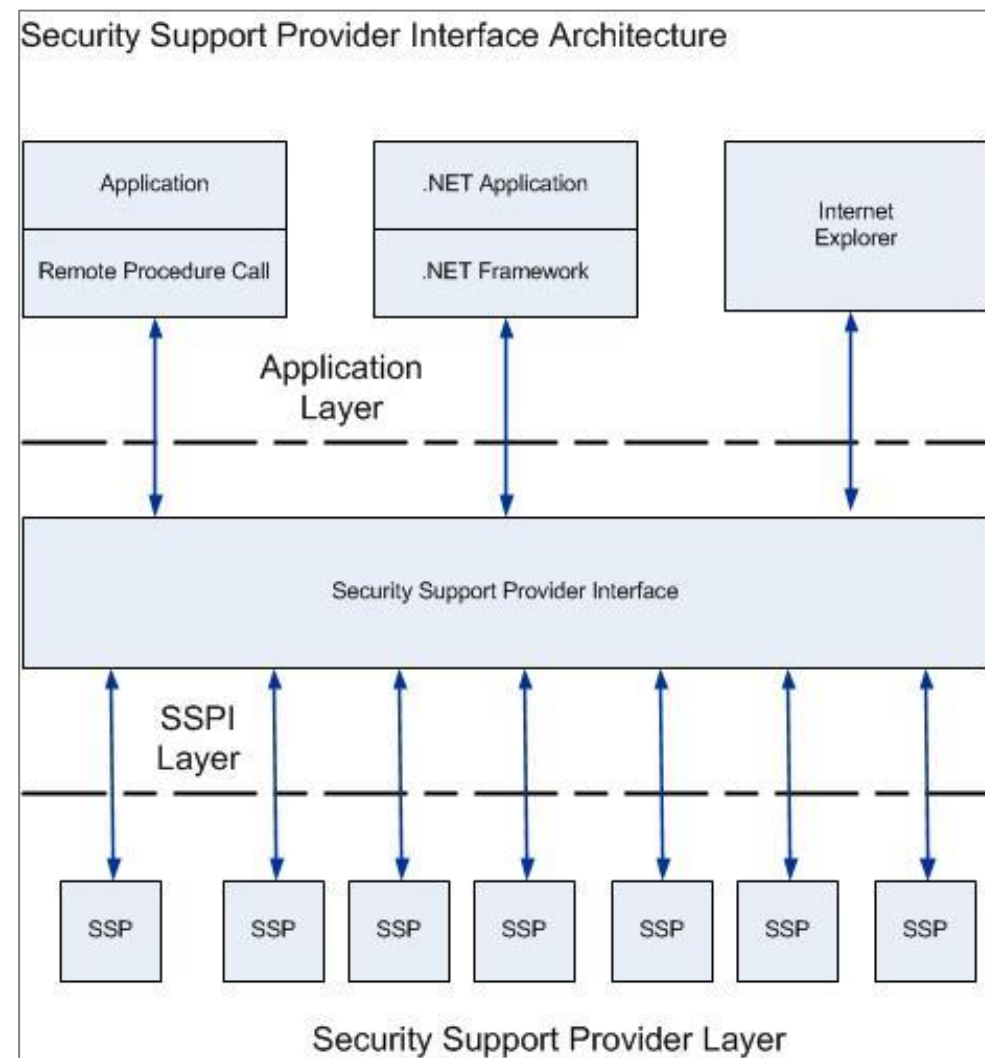 Security Support Provider Interface Architecture
Application
.NET Application
Internet
Explorer
Remote Procedure Call
.NET Framework
Application
Layer
Security Support Provider Interface
SSPI
Layer
SSP
SSP
SSP
SSP
SSP
SSP
SSP
Security Support Provider Layer